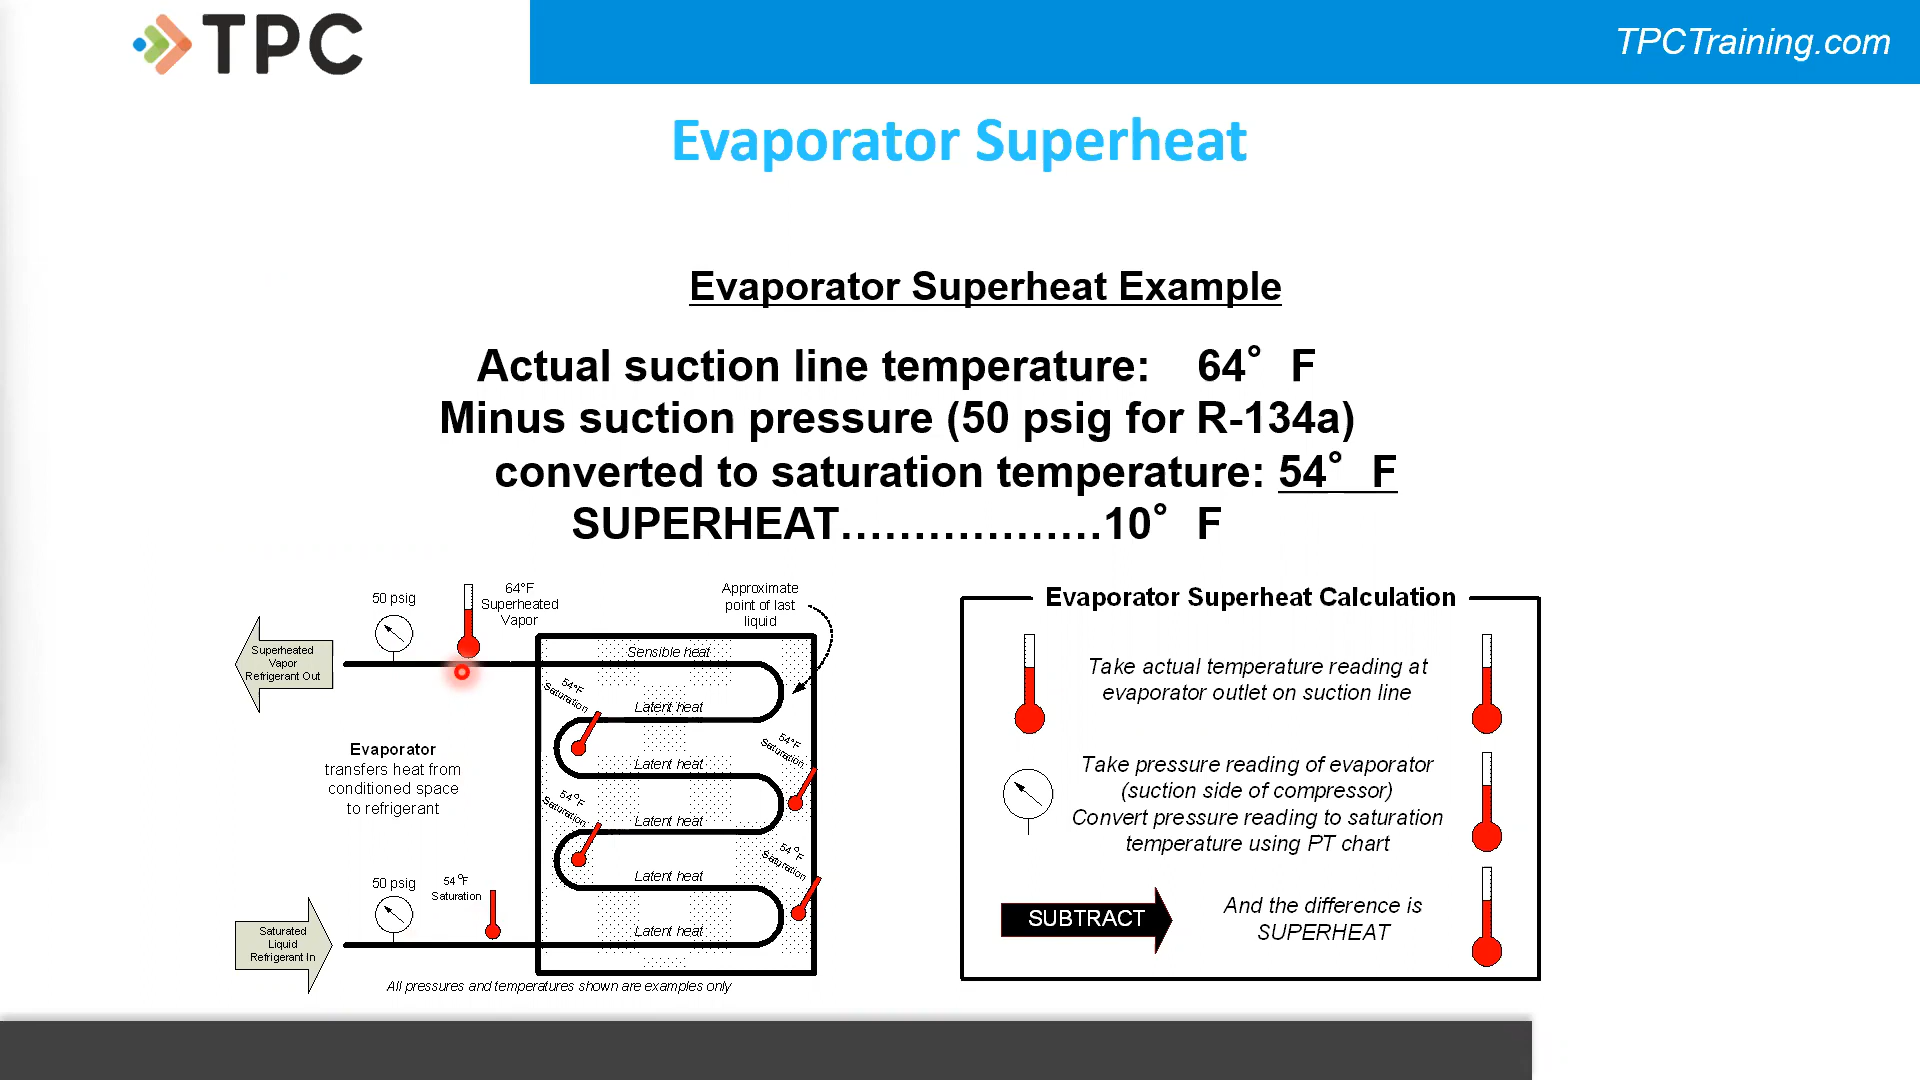 TPC
TPCTraining.com
Evaporator Superheat
Evaporator Superheat Example
Actual suction line temperature: 64° F
Minus suction pressure (50 psig for R-134a)
converted to saturation temperature: 54° F
SUPERHEAT………………10° F
50 psig
64°F
Superheated
Vapor
Approximate
point of last
liquid
Superheated
Vapor
Refrigerant Out
Sensible heat
54°F
Saturation
Latent heat
54°F
Saturation
Latent heat
Evaporator
transfers heat from
conditioned space
to refrigerant
54°F
Saturation
Latent heat
54°F
Saturation
Latent heat
50 psig
54°F
Saturation
Latent heat
Saturated
Liquid
Refrigerant In
All pressures and temperatures shown are examples only
Evaporator Superheat Calculation
Take actual temperature reading at
evaporator outlet on suction line
Take pressure reading of evaporator
(suction side of compressor)
Convert pressure reading to saturation
temperature using PT chart
SUBTRACT
And the difference is
SUPERHEAT